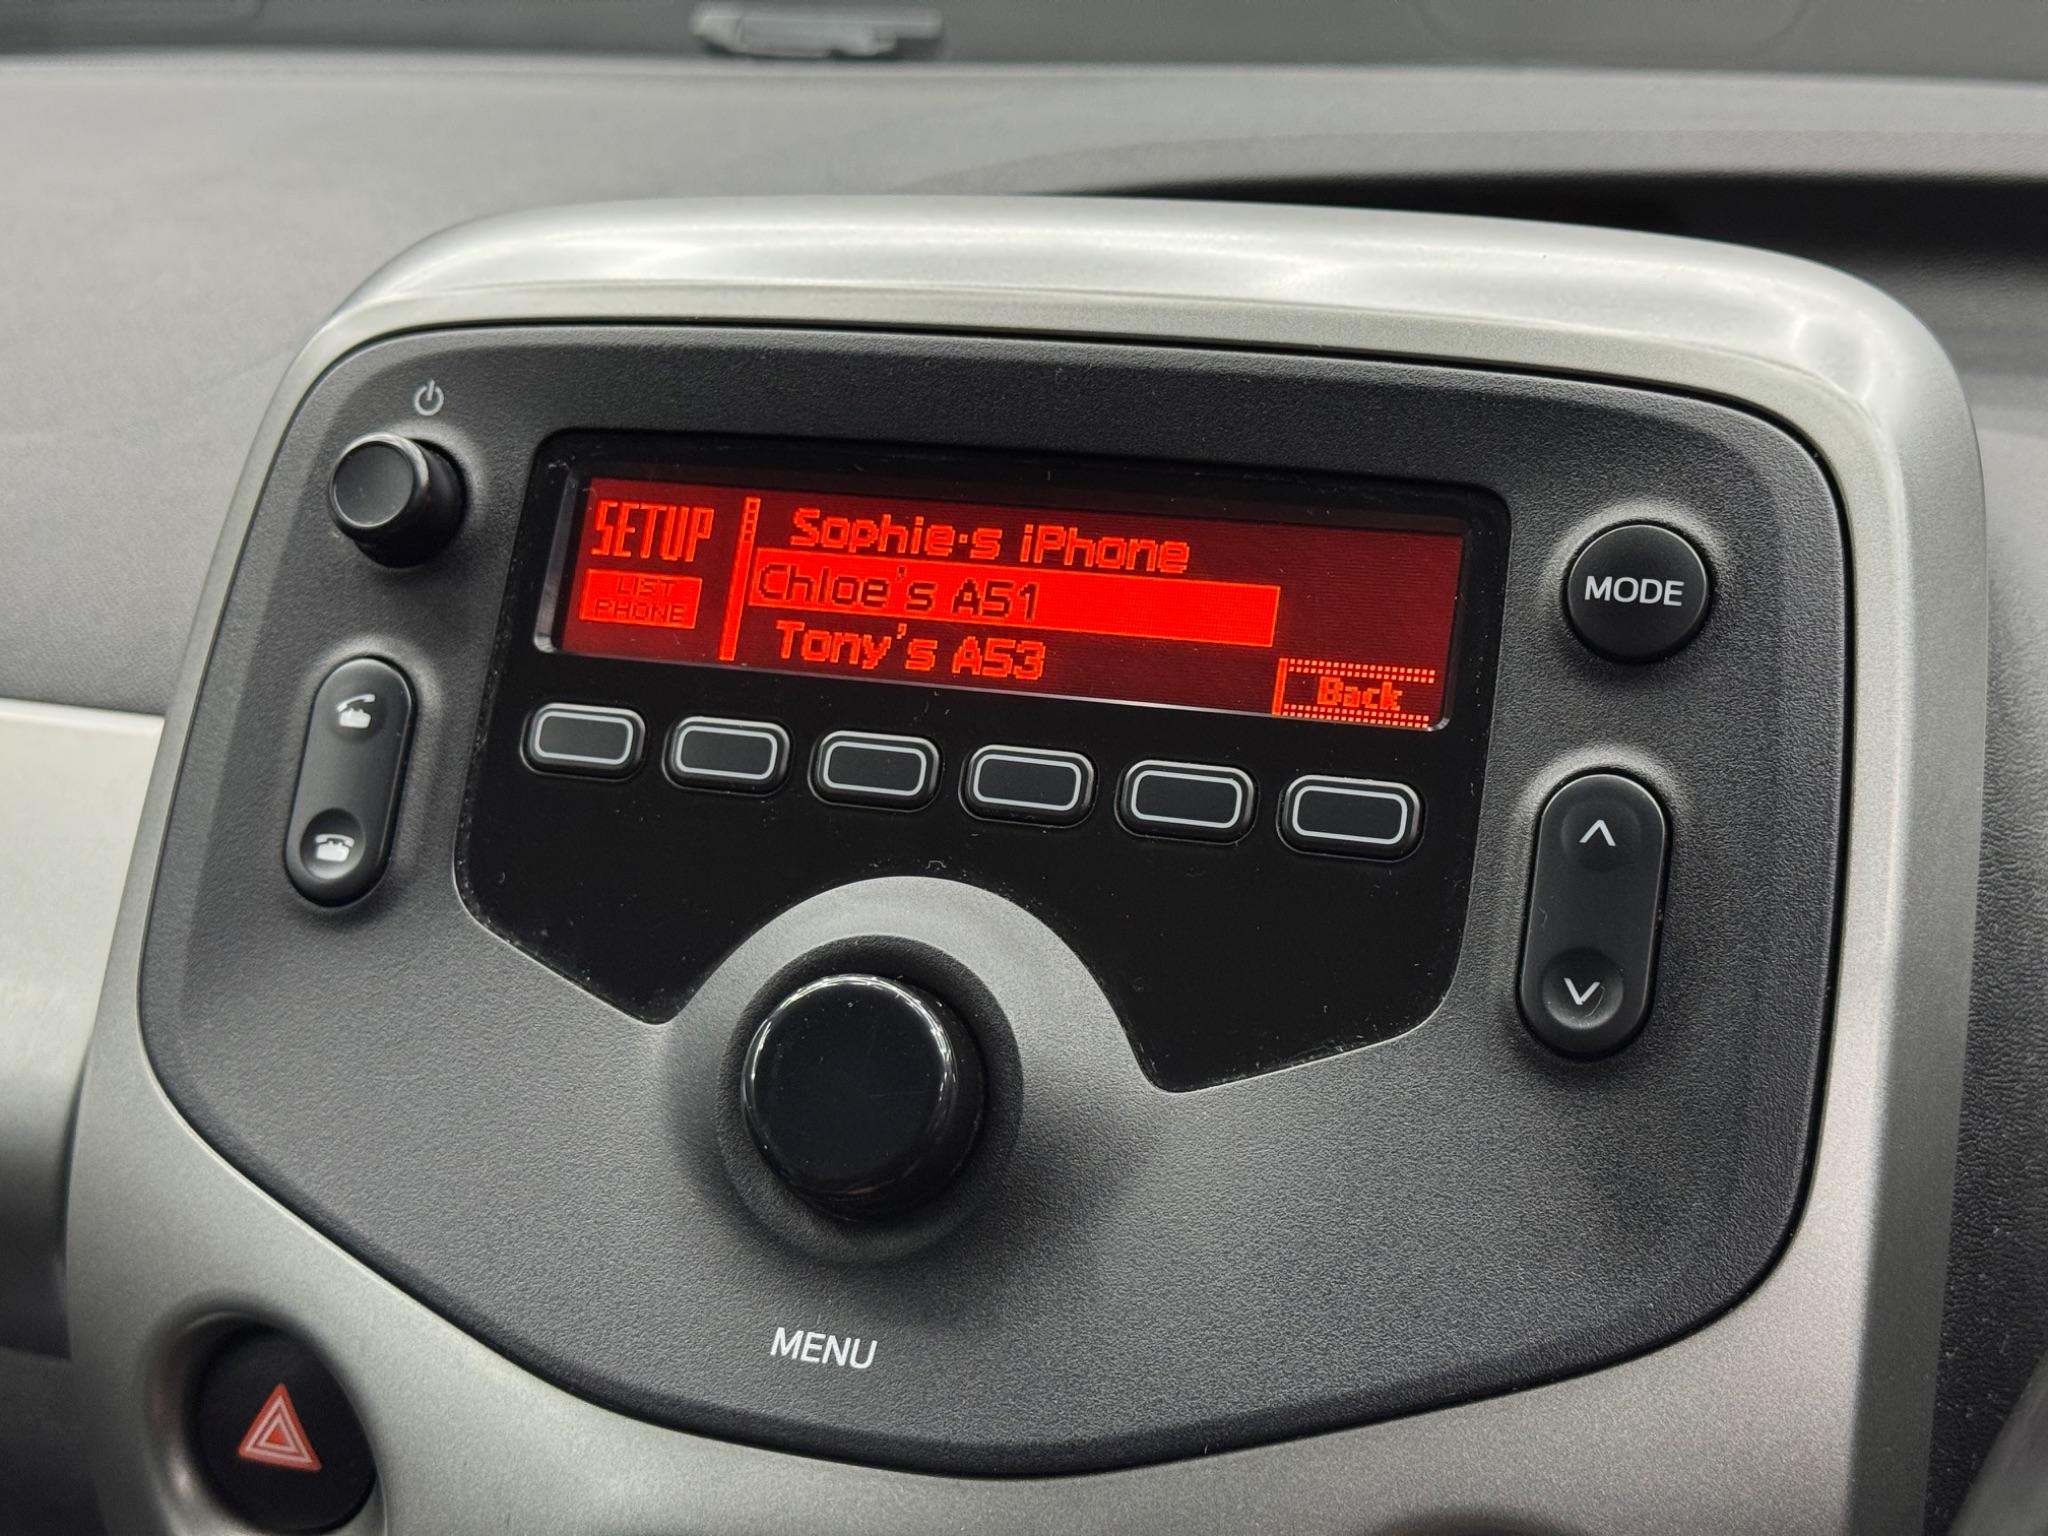 SETUP
LIST
PHONE
Sophie·s iPhone
Chloe's A51
Tony's A53
Back
MODE
MENU